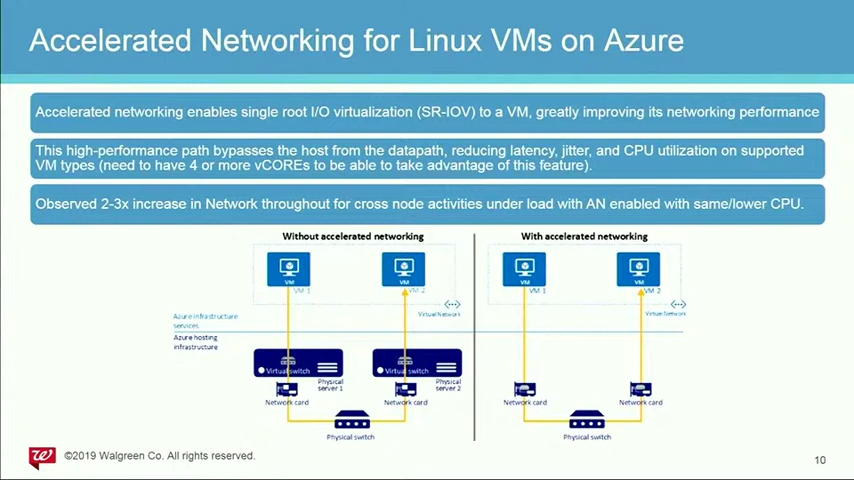 Accelerated Networking for Linux VMs on Azure
Accelerated networking enables single root I/O virtualization (SR-IOV) to a VM, greatly improving its networking performance
This high-performance path bypasses the host from the datapath, reducing latency, jitter, and CPU utilization on supported
VM types (need to have 4 or more vCOREs to be able to take advantage of this feature).
Observed 2-3x increase in Network throughout for cross node activities under load with AN enabled with same/lower CPU.
Without accelerated networking
With accelerated networking
VM
VM
VM
VM
VM 1
VM 2
VM 1
VM 2
Virtual Network
Virtual Network
Azure infrastructure
services
Azure hosting
infrastructure
Virtual switch
Virtual switch
Physical
server 1
Physical
server 2
Network card
Network card
Network card
Network card
Physical switch
Physical switch
W
©2019 Walgreen Co. All rights reserved.
10